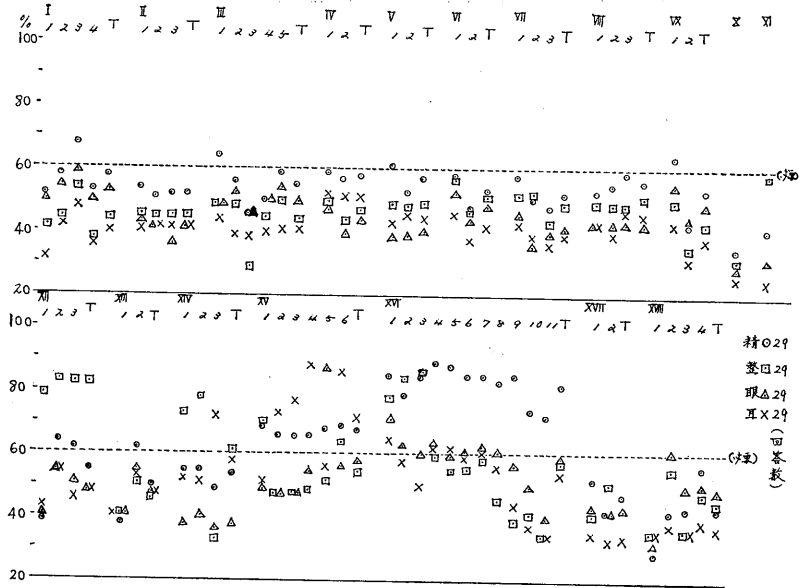 I II III IV V VI VII VIII IX X XI
% 1 2 3 4 T 1 2 3 T 1 2 3 4 5 T 1 2 T 1 2 T 1 2 T 1 2 3 T 1 2 3 T 1 2 T
100
80
60
40
20
XII XIII XIV XV XVI XVII XVIII
1 2 3 T 1 2 T 1 2 3 T 1 2 3 4 5 6 T 1 2 3 4 5 6 7 8 9 10 11 T 1 2 T 1 2 3 4 T
100
80
60
40
20
精⊙29
整⊡29
眼△29
耳×29
(回答数)